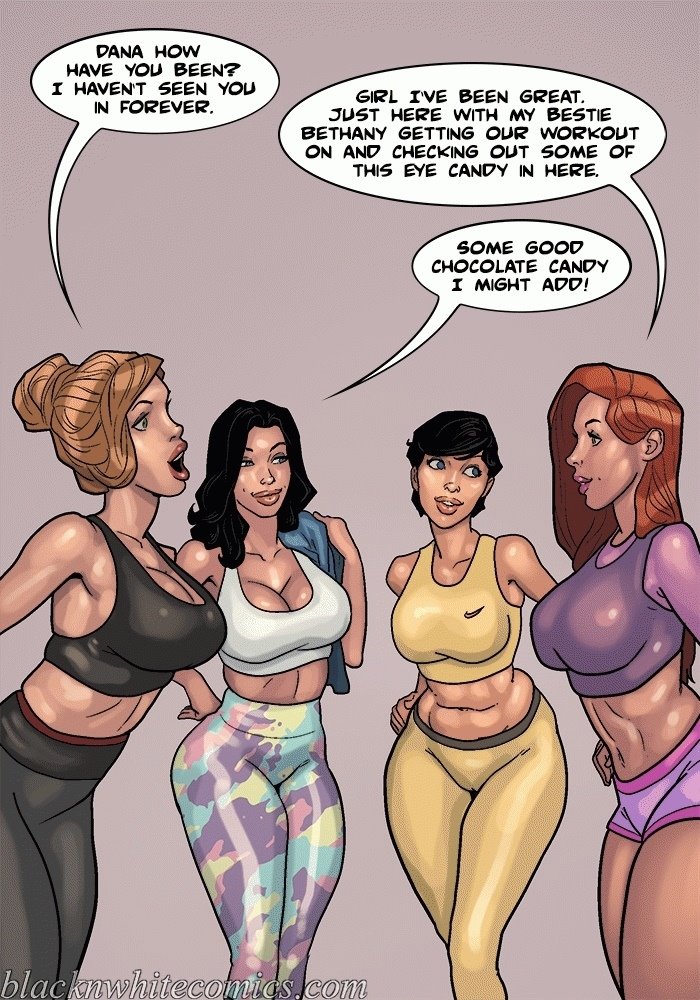 DANA HOW
HAVE YOU BEEN?
I HAVEN'T SEEN YOU
IN FOREVER.
GIRL I'VE BEEN GREAT.
JUST HERE WITH MY BESTIE
BETHANY GETTING OUR WORKOUT
ON AND CHECKING OUT SOME OF
THIS EYE CANDY IN HERE.
SOME GOOD
CHOCOLATE CANDY
I MIGHT ADD!
blacknwhitecomics.com